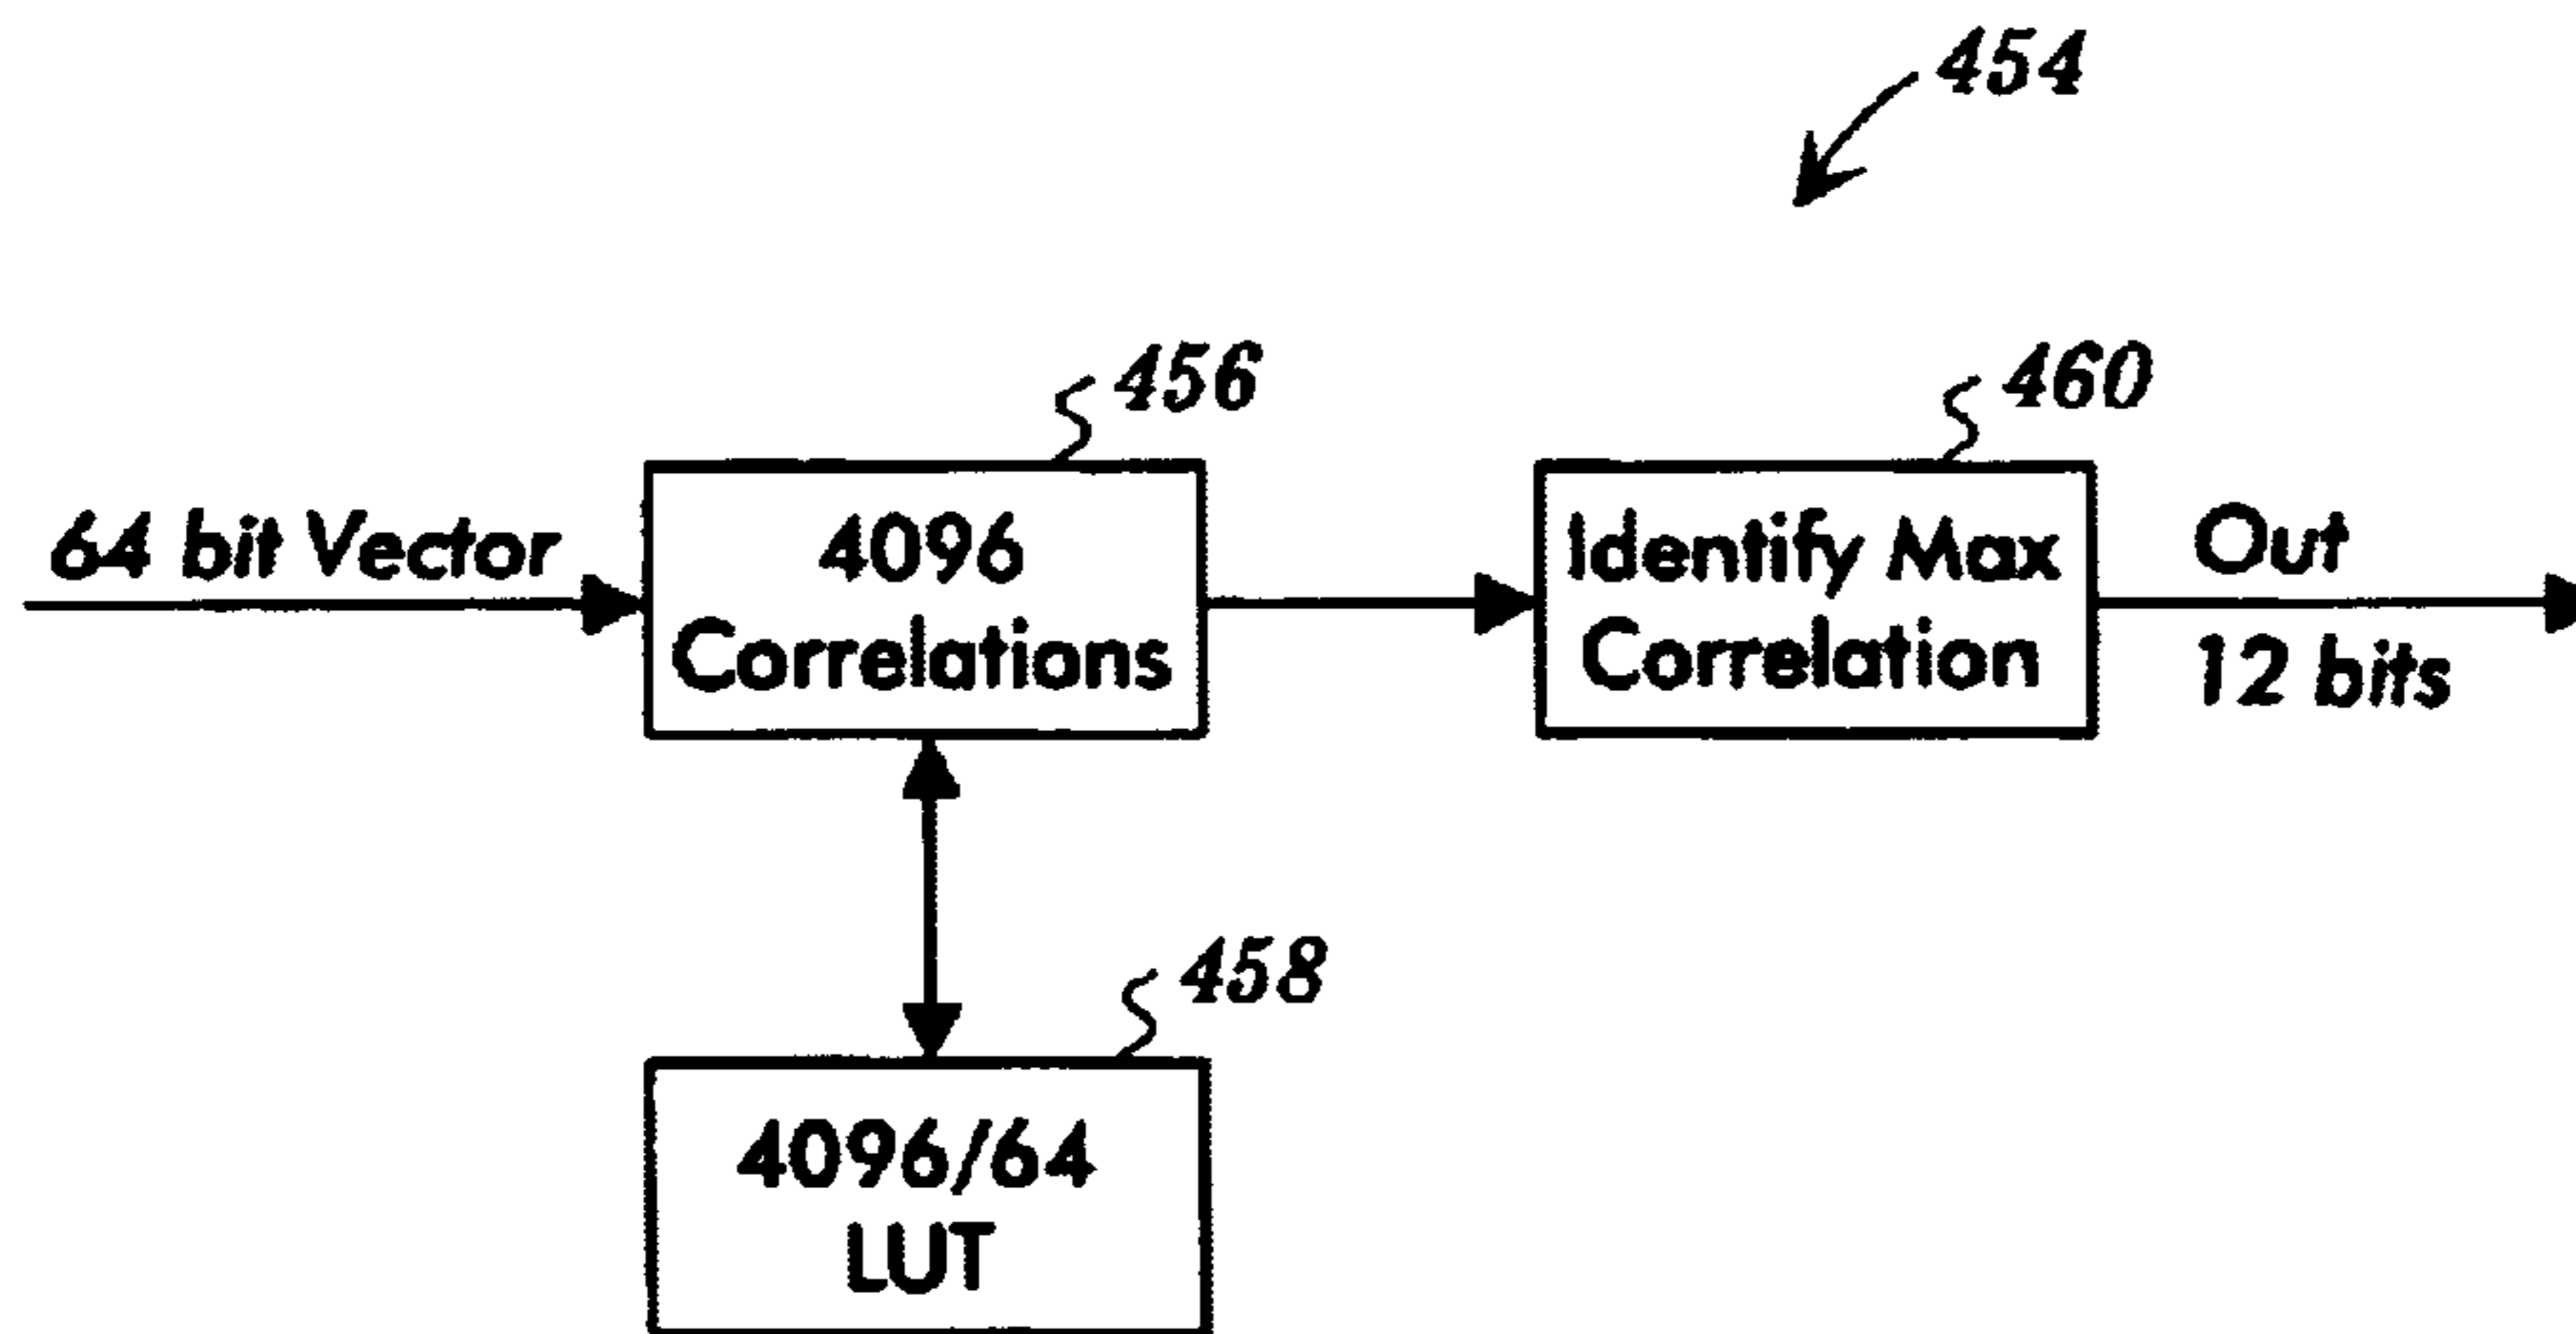 454
456
460
64 bit Vector
4096
Correlations
Identify Max
Correlation
Out
12 bits
458
4096/64
LUT